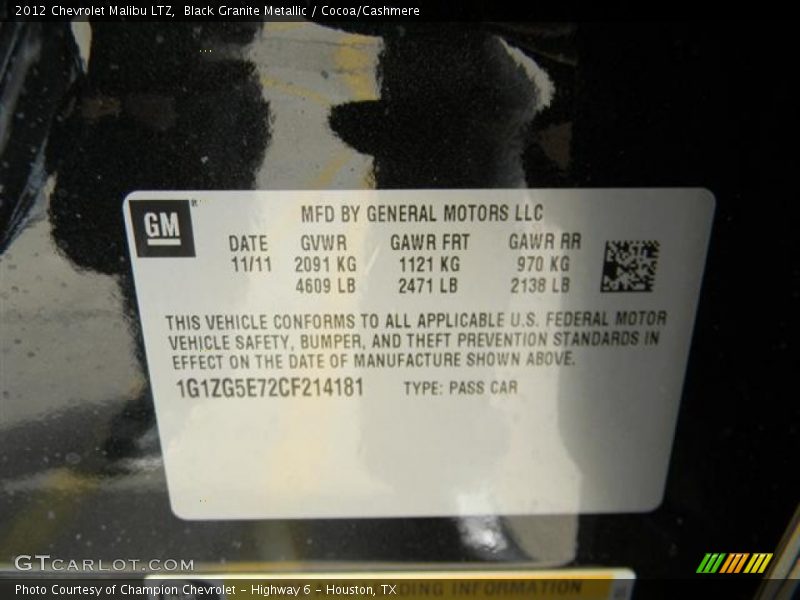 2012 Chevrolet Malibu LTZ, Black Granite Metallic / Cocoa/Cashmere
GM
MFD BY GENERAL MOTORS LLC
DATE GVWR GAWR FRT GAWR RR
11/11 2091 KG 1121 KG 970 KG
4609 LB 2471 LB 2138 LB
THIS VEHICLE CONFORMS TO ALL APPLICABLE U.S. FEDERAL MOTOR
VEHICLE SAFETY, BUMPER, AND THEFT PREVENTION STANDARDS IN
EFFECT ON THE DATE OF MANUFACTURE SHOWN ABOVE.
1G1ZG5E72CF214181 TYPE: PASS CAR
GTCARLOT.COM
INFORMATION
Photo Courtesy of Champion Chevrolet - Highway 6 - Houston, TX